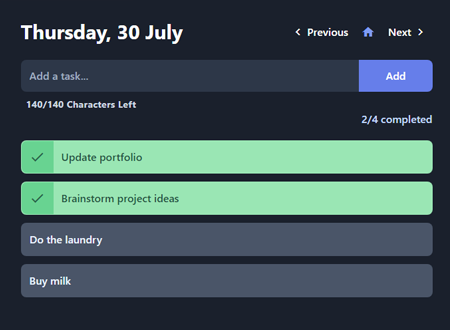 Thursday, 30 July
Previous
Next
Add a task...
Add
140/140 Characters Left
2/4 completed
Update portfolio
Brainstorm project ideas
Do the laundry
Buy milk